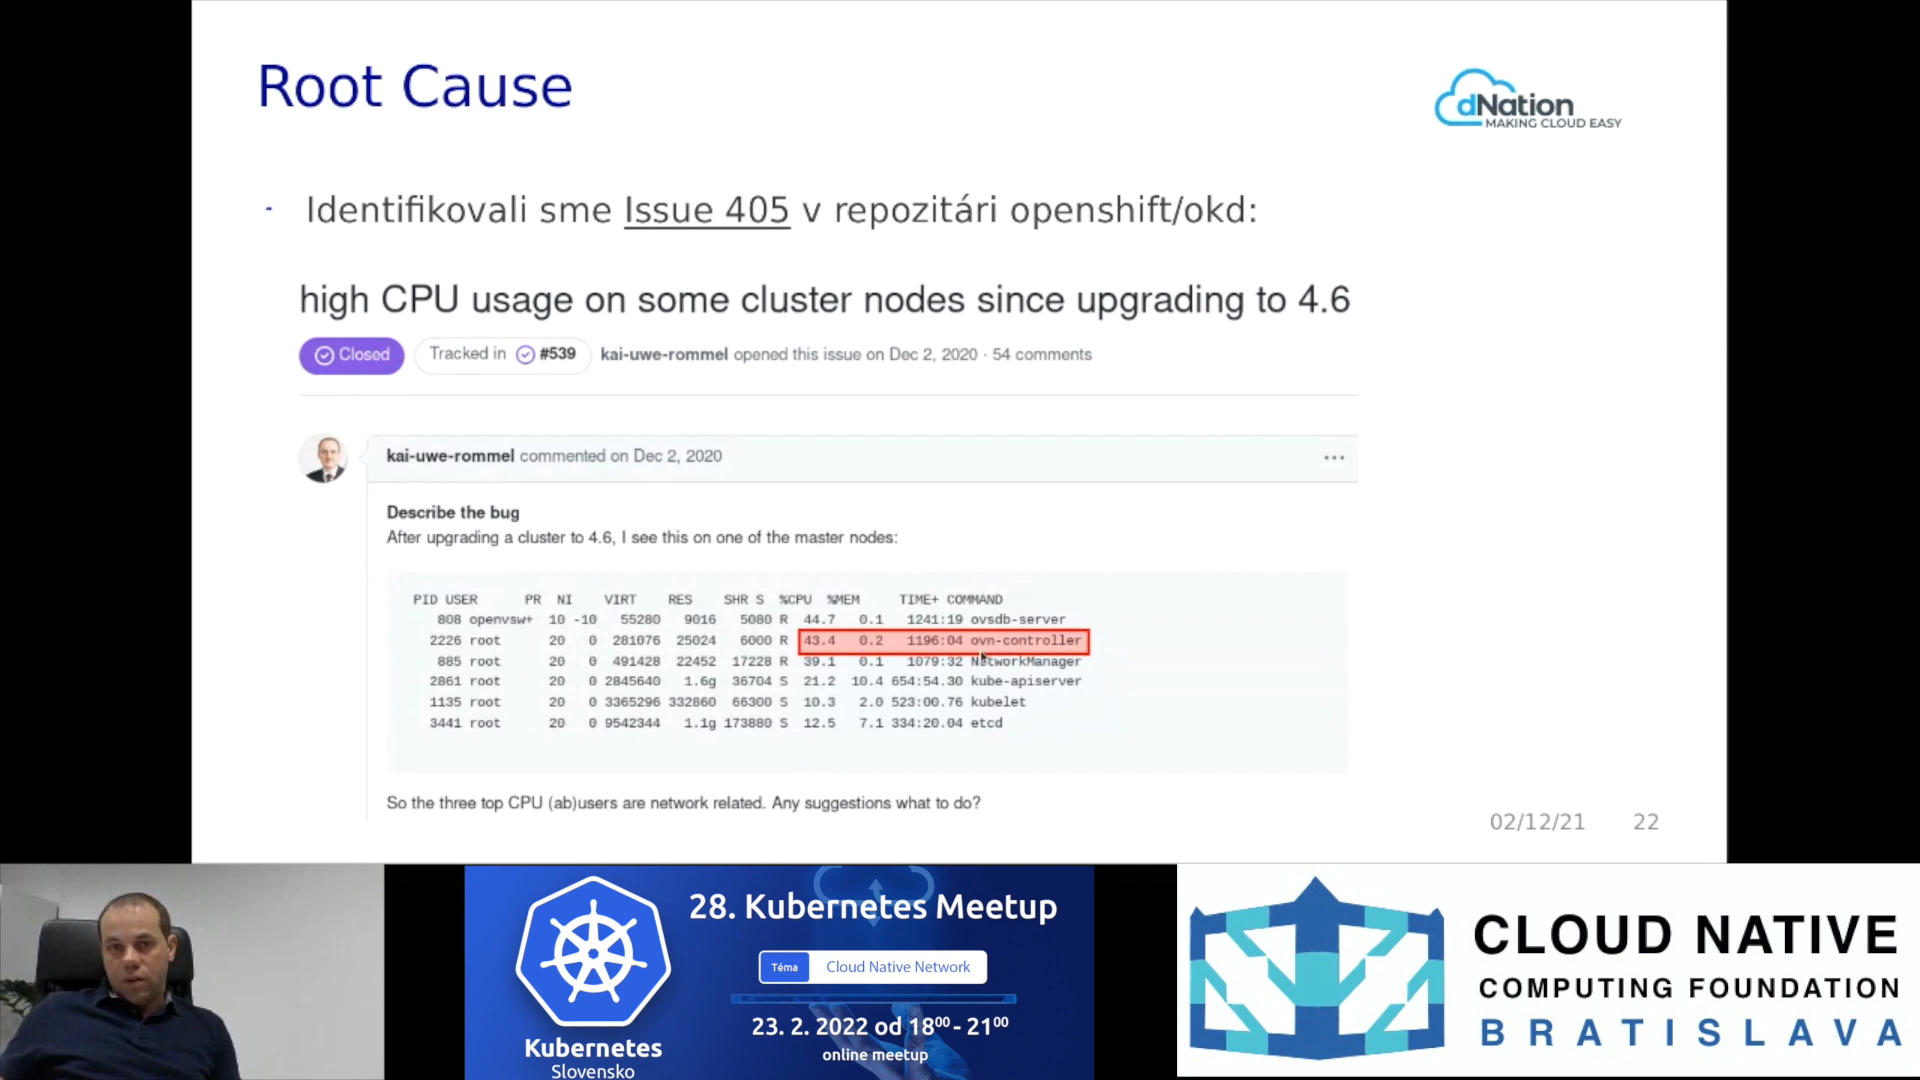 Root Cause
dNation
MAKING CLOUD EASY
- Identifikovali sme Issue 405 v repozitári openshift/okd:
high CPU usage on some cluster nodes since upgrading to 4.6
Closed Tracked in #539 kai-uwe-rommel opened this issue on Dec 2, 2020 · 54 comments
kai-uwe-rommel commented on Dec 2, 2020 ...
Describe the bug
After upgrading a cluster to 4.6, I see this on one of the master nodes:
PID USER PR NI VIRT RES SHR S %CPU %MEM TIME+ COMMAND
808 openvsw+ 10 -10 55280 9016 5080 R 44.7 0.1 1241:19 ovsdb-server
2226 root 20 0 281076 25024 6000 R 43.4 0.2 1196:04 ovn-controller
885 root 20 0 491428 22452 17228 R 39.1 0.1 1079:32 NetworkManager
2861 root 20 0 2845640 1.6g 36704 S 21.2 10.4 654:54.30 kube-apiserver
1135 root 20 0 3365296 332860 66300 S 10.3 2.0 523:00.76 kubelet
3441 root 20 0 9542344 1.1g 173880 S 12.5 7.1 334:20.04 etcd
So the three top CPU (ab)users are network related. Any suggestions what to do?
02/12/21 22
Kubernetes
Slovensko
28. Kubernetes Meetup
Téma Cloud Native Network
23. 2. 2022 od 18⁰⁰ - 21⁰⁰
online meetup
CLOUD NATIVE
COMPUTING FOUNDATION
BRATISLAVA